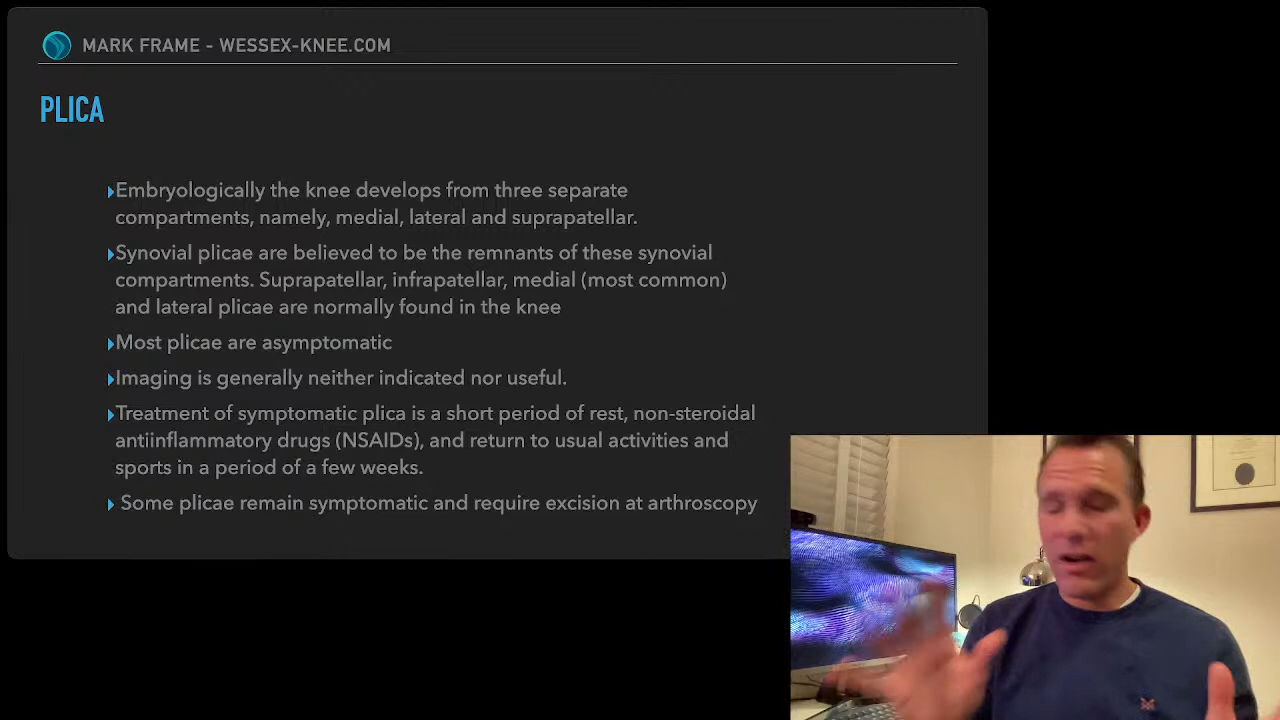 MARK FRAME - WESSEX-KNEE.COM
PLICA
Embryologically the knee develops from three separate
compartments, namely, medial, lateral and suprapatellar.
Synovial plicae are believed to be the remnants of these synovial
compartments. Suprapatellar, infrapatellar, medial (most common)
and lateral plicae are normally found in the knee
Most plicae are asymptomatic
Imaging is generally neither indicated nor useful.
Treatment of symptomatic plica is a short period of rest, non-steroidal
antiinflammatory drugs (NSAIDs), and return to usual activities and
sports in a period of a few weeks.
Some plicae remain symptomatic and require excision at arthroscopy